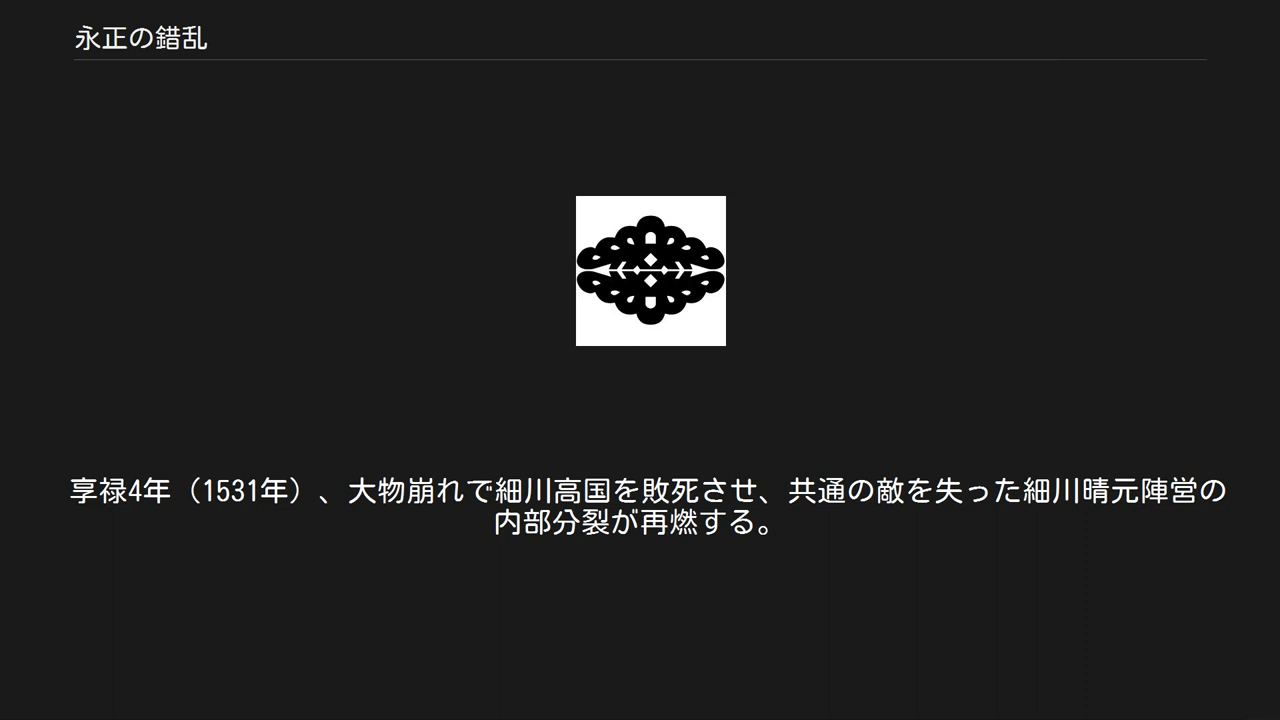 永正の錯乱
享禄4年（1531年）、大物崩れで細川高国を敗死させ、共通の敵を失った細川晴元陣営の
内部分裂が再燃する。